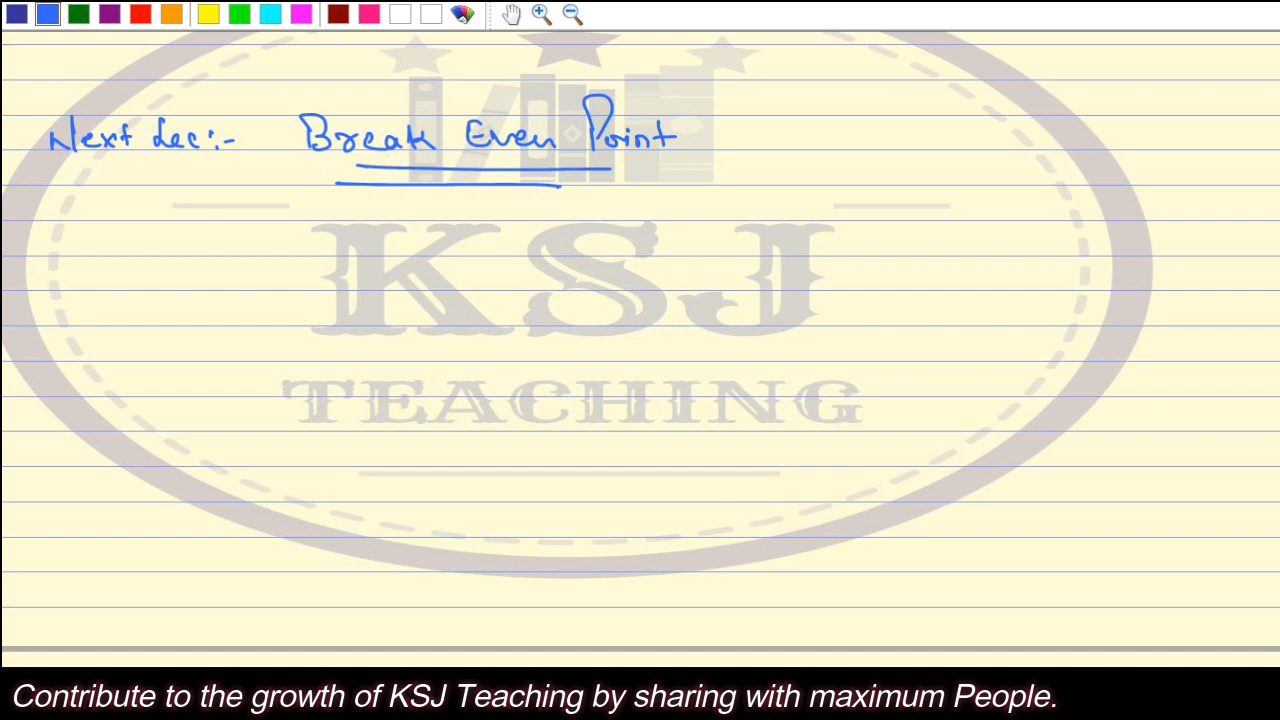 Next Lec:- Break Even Point
KSJ
TEACHING
Contribute to the growth of KSJ Teaching by sharing with maximum People.